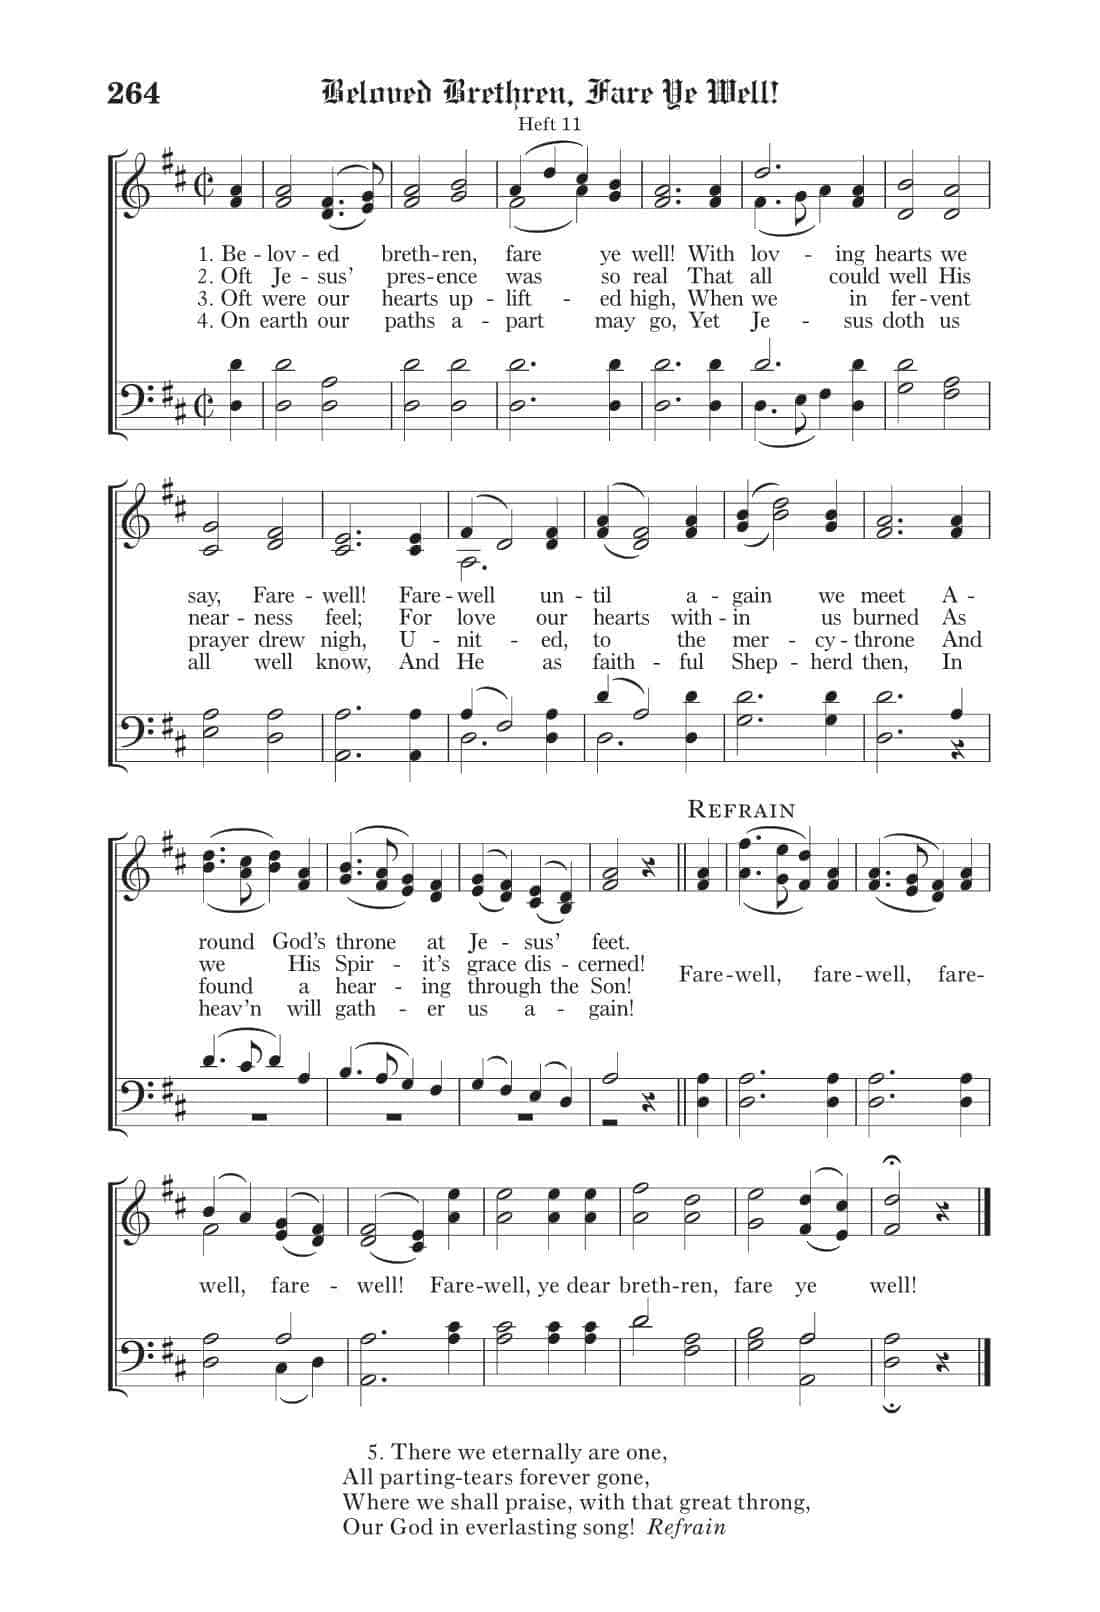 264 Beloved Brethren, Fare Ye Well!
Heft 11
1. Be - lov - ed breth-ren, fare ye well! With lov - ing hearts we
2. Oft Je - sus' pres-ence was so real That all could well His
3. Oft were our hearts up - lift - ed high, When we in fer-vent
4. On earth our paths a - part may go, Yet Je - sus doth us
say, Fare - well! Fare - well un - til a - gain we meet A -
near - ness feel; For love our hearts with - in us burned As
prayer drew nigh, U - nit - ed, to the mer - cy-throne And
all well know, And He as faith - ful Shep - herd then, In
REFRAIN
round God's throne at Je - sus' feet.
we His Spir - it's grace dis - cerned!
found a hear - ing through the Son!
heav'n will gath - er us a - gain!
Fare-well, fare-well, fare-
well, fare - well! Fare-well, ye dear breth-ren, fare ye well!
5. There we eternally are one,
All parting-tears forever gone,
Where we shall praise, with that great throng,
Our God in everlasting song! Refrain